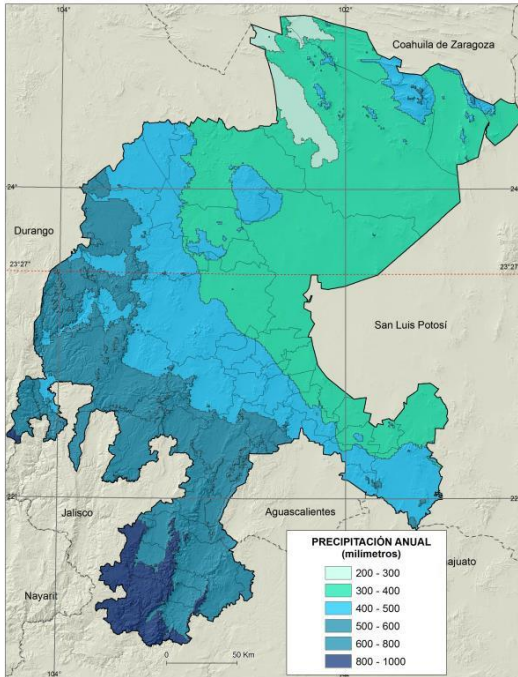 104°
102°
Coahuila de Zaragoza
24°
24
Durango
23°27'
23°27
San Luis Potosí
22°
22
Aguascalientes
Jalisco
PRECIPITACIÓN ANUAL
(milímetros)
200 - 300
300 - 400
400 - 500
500 - 600
600 - 800
800 - 1000
ajuato
Nayarit
0
50 Km
104°